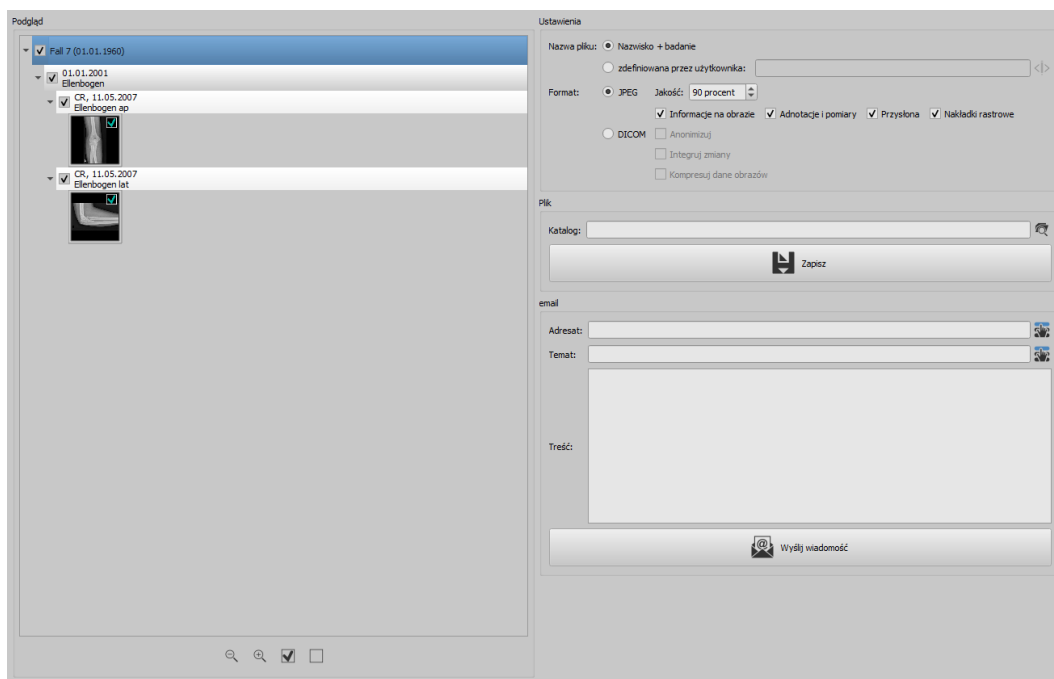 Podgląd
Fall 7 (01.01.1960)
01.01.2001
Ellenbogen
CR, 11.05.2007
Ellenbogen ap
CR, 11.05.2007
Ellenbogen lat
Ustawienia
Nazwa pliku: Nazwisko + badanie
zdefiniowana przez użytkownika:
Format: JPEG Jakość: 90 procent
Informacje na obrazie Adnotacje i pomiary Przysłona Nakładki rastrowe
DICOM Anonimizuj
Integruj zmiany
Kompresuj dane obrazów
Plik
Katalog:
Zapisz
email
Adresat:
Temat:
Treść:
Wyślij wiadomość